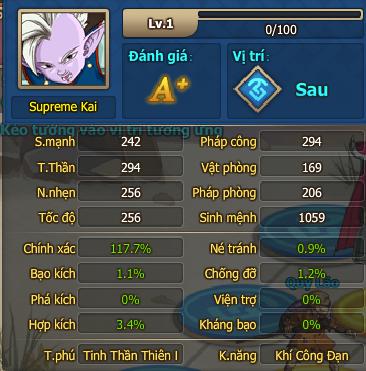 Lv.1
0/100
Đánh giá:
Vị trí:
A+
Sau
Supreme Kai
Kéo tướng vào vị trí tương ứng
S.mạnh 242 Pháp công 294
T.Thần 294 Vật phòng 169
N.nhẹn 256 Pháp phòng 206
Tốc độ 256 Sinh mệnh 1059
Chính xác 117.7% Né tránh 0.9%
Bạo kích 1.1% Chống đỡ 1.2%
Phá kích 0% Viện trợ 0%
Hợp kích 3.4% Kháng bạo 0%
Quy Lão
T.phú Tinh Thần Thiên I K.năng Khí Công Đạn